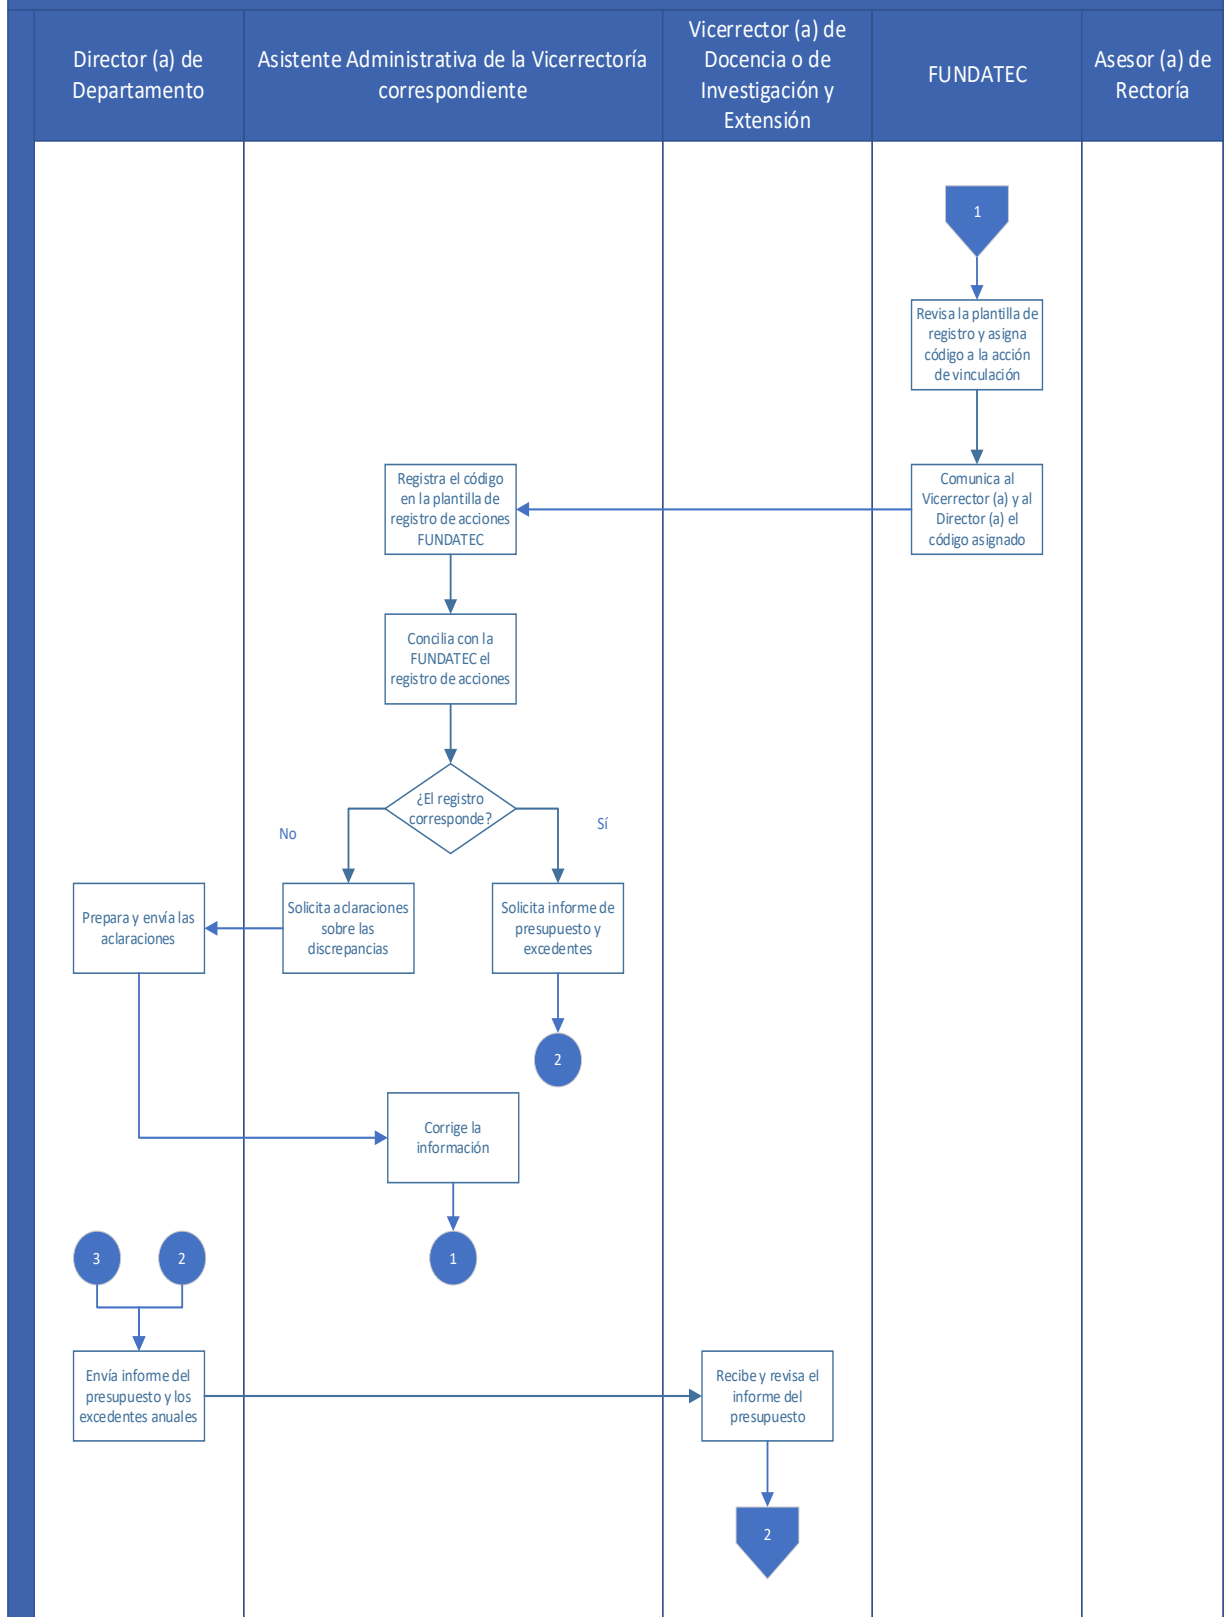 Director (a) de
Departamento
Asistente Administrativa de la Vicerrectoría
correspondiente
Vicerrector (a) de
Docencia o de
Investigación y
Extensión
FUNDATEC
Asesor (a) de
Rectoría
1
Revisa la plantilla de
registro y asigna
código a la acción
de vinculación
Registra el código
en la plantilla de
registro de acciones
FUNDATEC
Comunica al
Vicerrector (a) y al
Director (a) el
código asignado
Concilia con la
FUNDATEC el
registro de acciones
¿El registro
corresponde?
No
Sí
Prepara y envía las
aclaraciones
Solicita aclaraciones
sobre las
discrepancias
Solicita informe de
presupuesto y
excedentes
2
Corrige la
información
3
2
1
Envía informe del
presupuesto y los
excedentes anuales
Recibe y revisa el
informe del
presupuesto
2